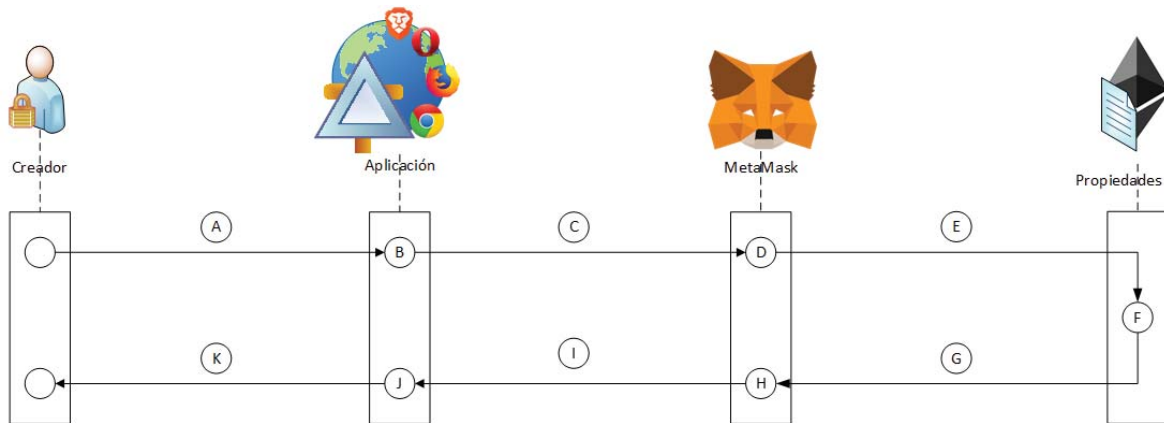 Creador
Aplicación
MetaMask
Propiedades
A
C
E
B
D
F
K
I
G
J
H